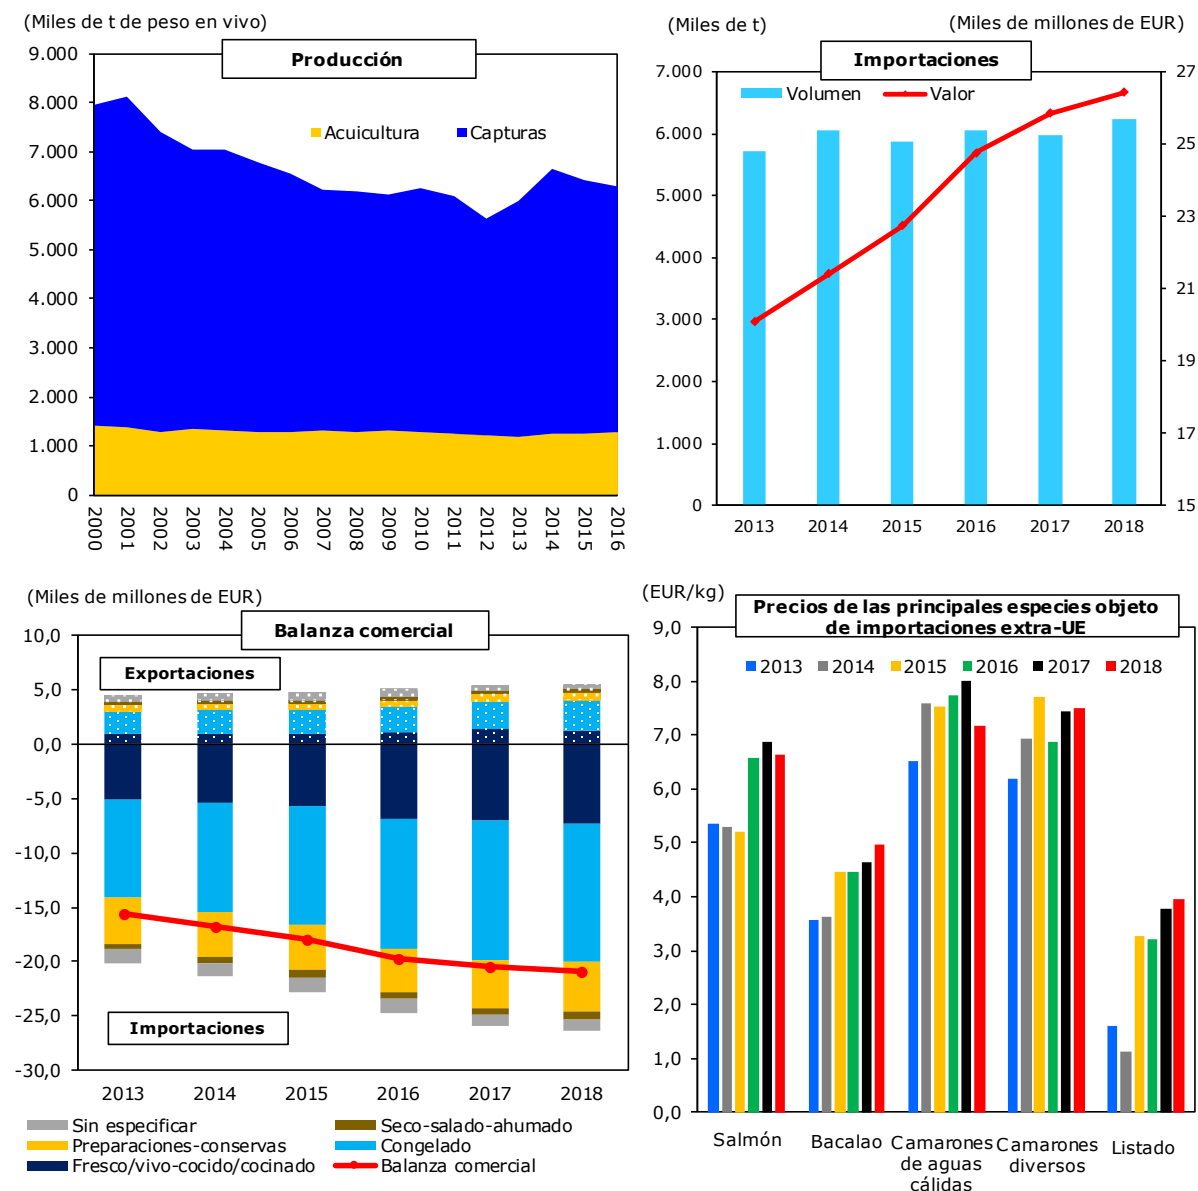 (Miles de t de peso en vivo)
Producción
9.000
8.000
7.000
6.000
5.000
4.000
3.000
2.000
1.000
0
Acuicultura
Capturas
2000
2001
2002
2003
2004
2005
2006
2007
2008
2009
2010
2011
2012
2013
2014
2015
2016
(Miles de t)
(Miles de millones de EUR)
Importaciones
Volumen
Valor
7.000
6.000
5.000
4.000
3.000
2.000
1.000
0
27
25
23
21
19
17
15
2013 2014 2015 2016 2017 2018
(Miles de millones de EUR)
Balanza comercial
Exportaciones
10,0
5,0
0,0
-5,0
-10,0
-15,0
-20,0
-25,0
-30,0
Importaciones
2013 2014 2015 2016 2017 2018
Sin especificar
Seco-salado-ahumado
Preparaciones-conservas
Congelado
Fresco/vivo-cocido/cocinado
Balanza comercial
(EUR/kg)
Precios de las principales especies objeto
de importaciones extra-UE
2013 2014 2015 2016 2017 2018
9,0
8,0
7,0
6,0
5,0
4,0
3,0
2,0
1,0
0,0
Salmón
Bacalao
Camarones
de aguas
cálidas
Camarones
diversos
Listado